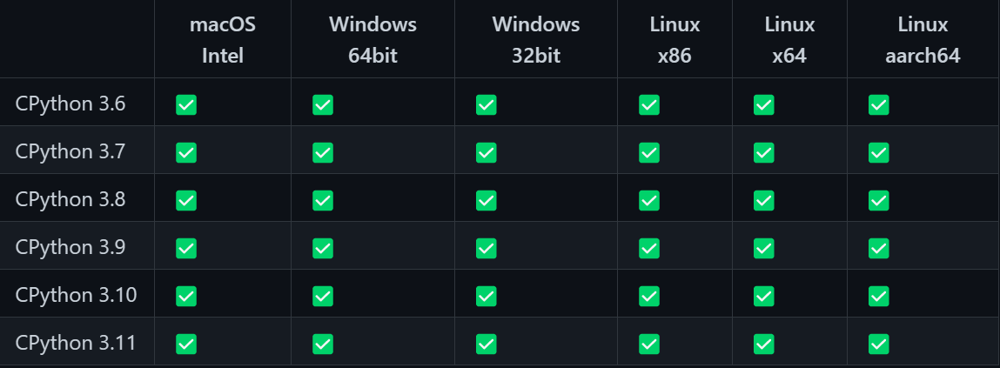 macOS Windows Windows Linux Linux Linux
Intel 64bit 32bit x86 x64 aarch64
CPython 3.6 ✅ ✅ ✅ ✅ ✅ ✅
CPython 3.7 ✅ ✅ ✅ ✅ ✅ ✅
CPython 3.8 ✅ ✅ ✅ ✅ ✅ ✅
CPython 3.9 ✅ ✅ ✅ ✅ ✅ ✅
CPython 3.10 ✅ ✅ ✅ ✅ ✅ ✅
CPython 3.11 ✅ ✅ ✅ ✅ ✅ ✅